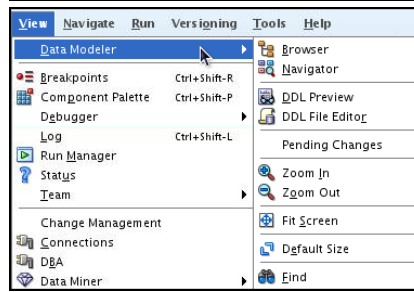 View Navigate Run Versioning Tools Help
Data Modeler
Breakpoints Ctrl+Shift-R
Component Palette Ctrl+Shift-P
Debugger
Log Ctrl+Shift-L
Run Manager
Status
Team
Change Management
Connections
DBA
Data Miner
Browser
Navigator
DDL Preview
DDL File Editor
Pending Changes
Zoom In
Zoom Out
Fit Screen
Default Size
Find